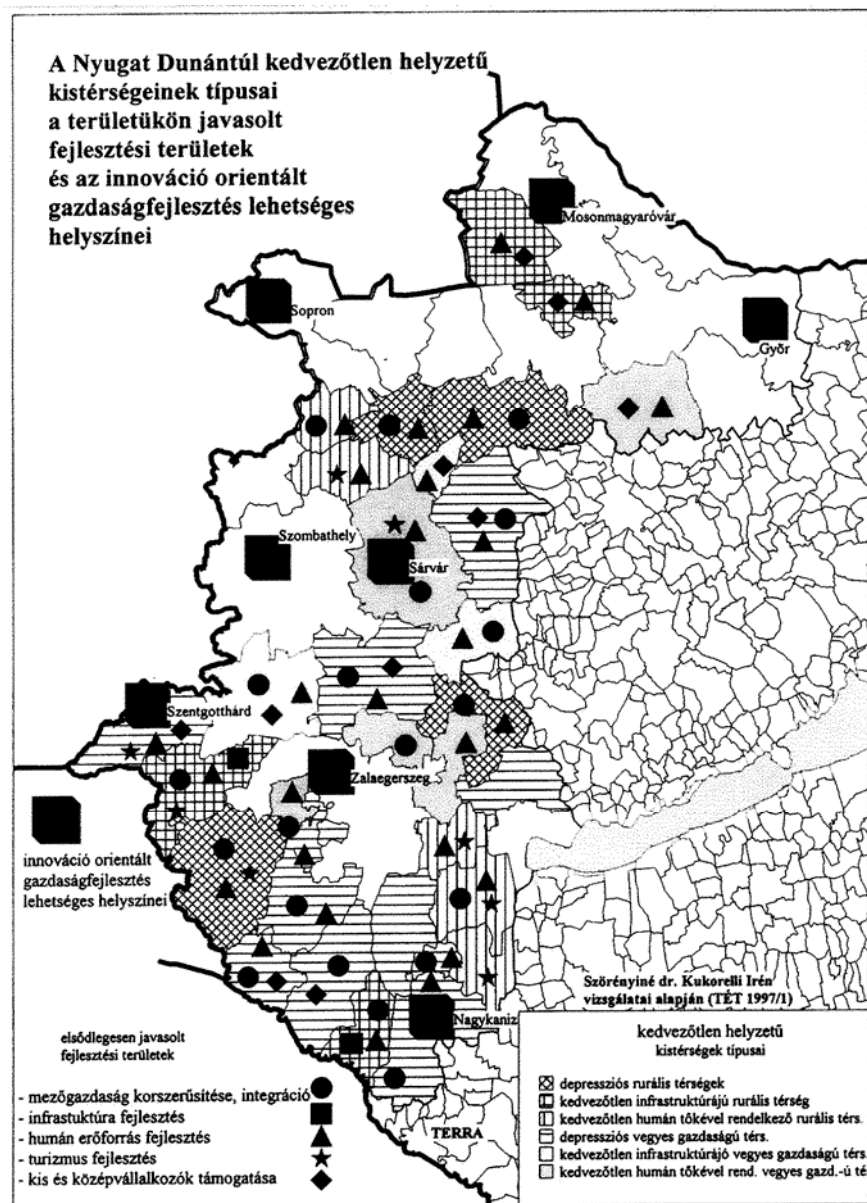 A Nyugat Dunántúl kedvezőtlen helyzetű
kistérségeinek típusai
a területükön javasolt
fejlesztési területek
és az innováció orientált
gazdaságfejlesztés lehetséges
helyszínei
Mosonmagyaróvár
Sopron
Győr
Szombathely
Sárvár
Szentgotthárd
Zalaegerszeg
innováció orientált
gazdaságfejlesztés
lehetséges helyszínei
Nagykaniz
Szörényiné dr. Kukorelli Irén
vizsgálatai alapján (TÉT 1997/1)
elsődlegesen javasolt
fejlesztési területek
- mezőgazdaság korszerűsítése, integráció
- infrastuktúra fejlesztés
- humán erőforrás fejlesztés
- turizmus fejlesztés
- kis és középvállalkozók támogatása
TERRA
kedvezőtlen helyzetű
kistérségek típusai
depressziós rurális térségek
kedvezőtlen infrastruktúrájú rurális térség
kedvezőtlen humán tőkével rendelkező rurális térs.
depressziós vegyes gazdaságú térs.
kedvezőtlen infrastruktúrájó vegyes gazdaságú térs.
kedvezőtlen humán tőkével rend. vegyes gazd.-ú té